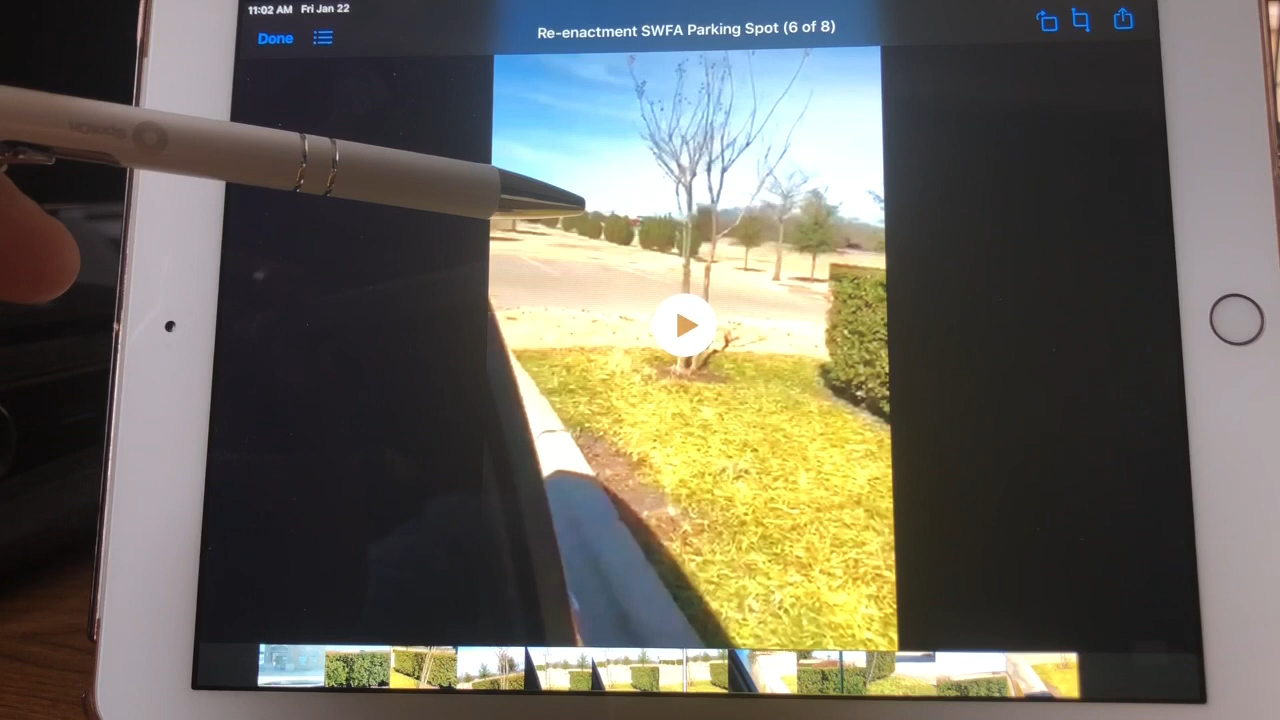 11:02 AM Fri Jan 22
Done
Re-enactment SWFA Parking Spot (6 of 8)